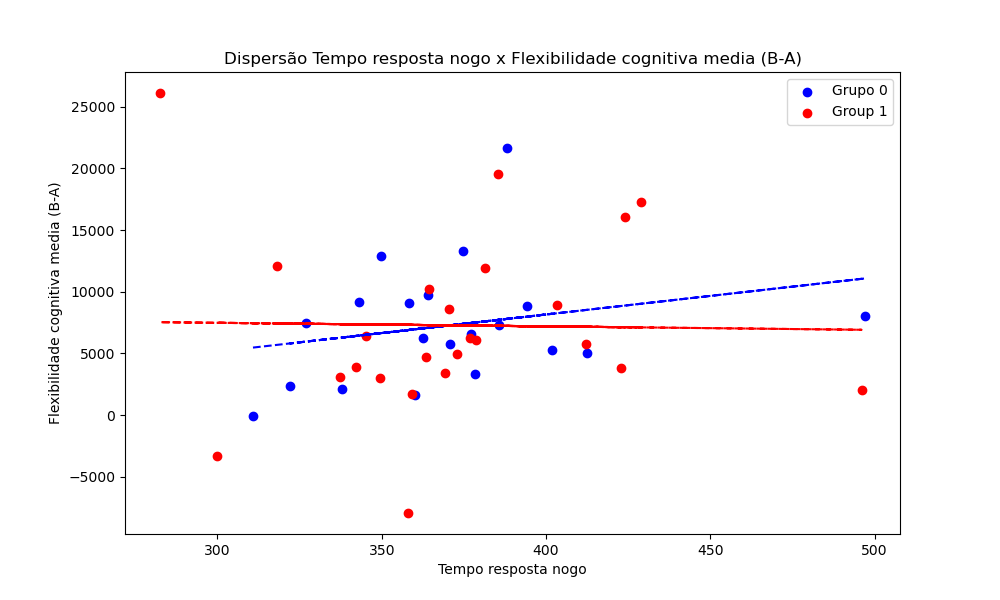 Dispersão Tempo resposta nogo x Flexibilidade cognitiva media (B-A)
Grupo 0
Group 1
Flexibilidade cognitiva media (B-A)
25000
20000
15000
10000
5000
0
−5000
300
350
400
450
500
Tempo resposta nogo